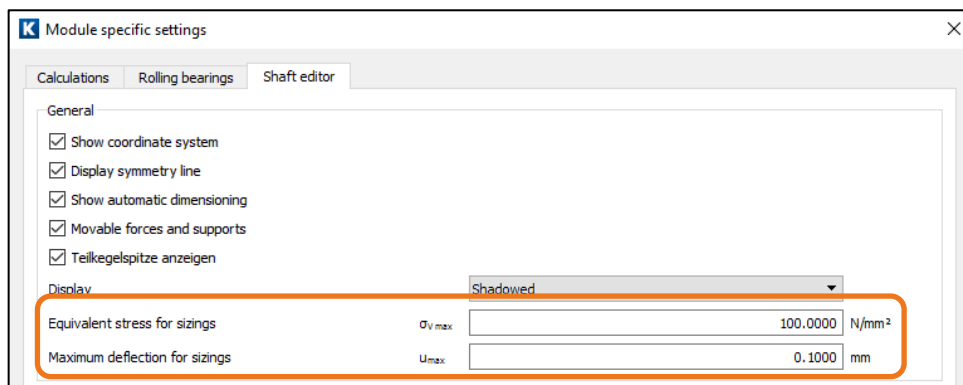 K Module specific settings
Calculations Rolling bearings Shaft editor
General
Show coordinate system
Display symmetry line
Show automatic dimensioning
Movable forces and supports
Teilkegelspitze anzeigen
Display Shadowed
Equivalent stress for sizings σV max 100.0000 N/mm²
Maximum deflection for sizings umax 0.1000 mm